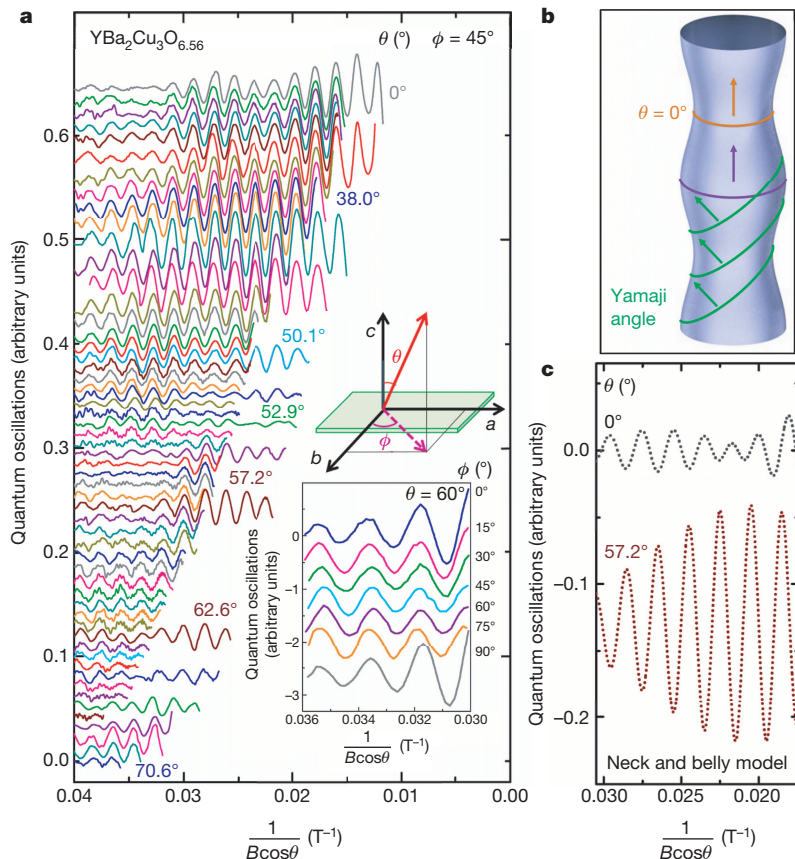 a
YBa₂Cu₃O₆.₅₆
θ (°) ϕ = 45°
0°
38.0°
50.1°
52.9°
57.2°
62.6°
70.6°
Quantum oscillations (arbitrary units)
Quantum oscillations (arbitrary units)
0.6
0.5
0.4
0.3
0.2
0.1
0.0
0.04 0.03 0.02 0.01 0.00
1
Bcosθ (T⁻¹)
c
θ
a
b
ϕ
θ = 60°
ϕ (°)
0°
15°
30°
45°
60°
75°
90°
Quantum oscillations
(arbitrary units)
0
−1
−2
−3
0.036 0.034 0.032 0.030
1
Bcosθ (T⁻¹)
b
θ = 0°
Yamaji
angle
c
θ (°)
0°
57.2°
Quantum oscillations (arbitrary units)
0.0
−0.1
−0.2
Neck and belly model
0.030 0.025 0.020
1
Bcosθ (T⁻¹)